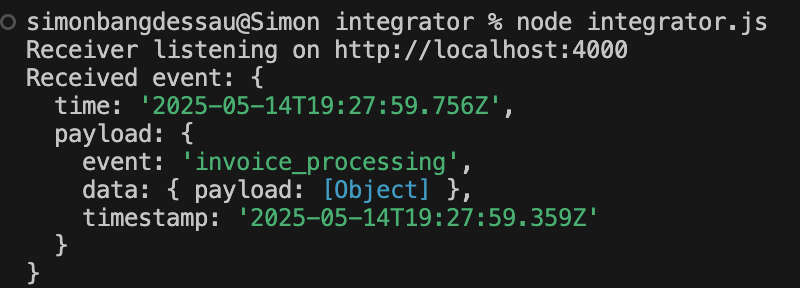 simonbangdessau@Simon integrator % node integrator.js
Receiver listening on http://localhost:4000
Received event: {
  time: '2025-05-14T19:27:59.756Z',
  payload: {
    event: 'invoice_processing',
    data: { payload: [Object] },
    timestamp: '2025-05-14T19:27:59.359Z'
  }
}